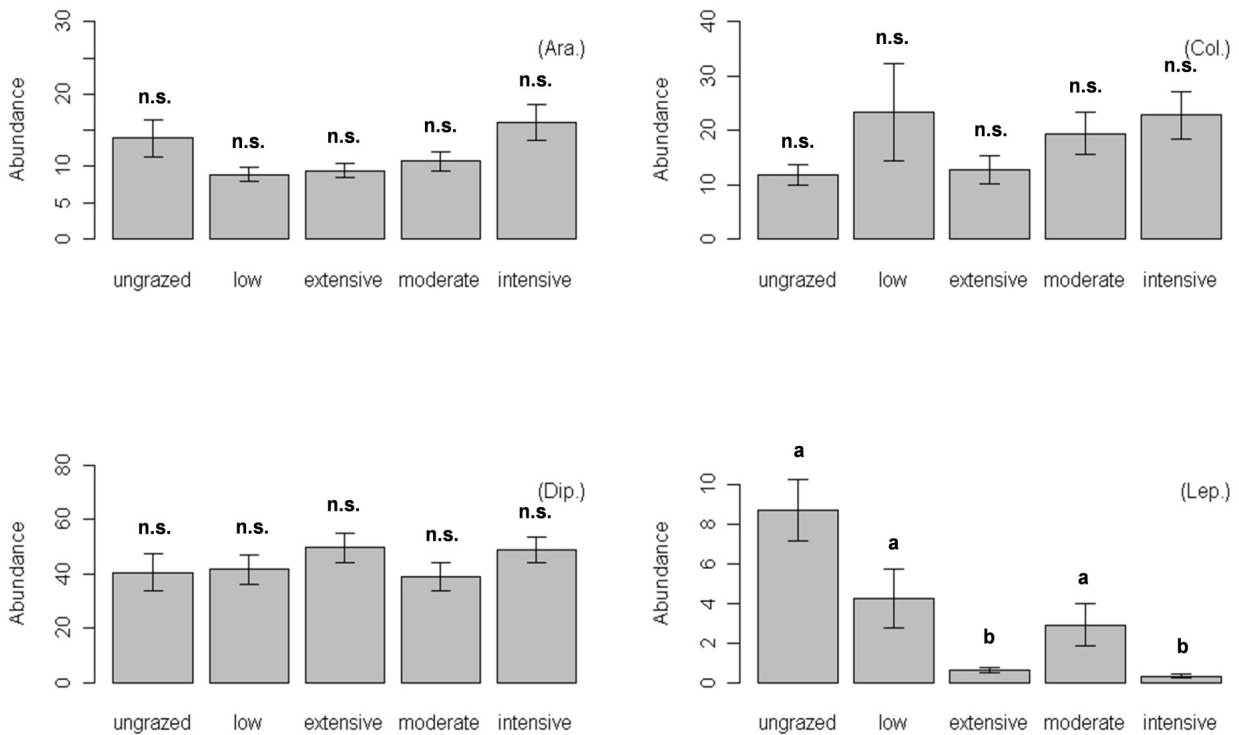 Abundance
30
20
10
5
0
(Ara.)
n.s.
n.s.
n.s.
n.s.
n.s.
ungrazed low extensive moderate intensive
Abundance
40
30
20
10
0
(Col.)
n.s.
n.s.
n.s.
n.s.
n.s.
ungrazed low extensive moderate intensive
Abundance
80
60
40
20
0
(Dip.)
n.s.
n.s.
n.s.
n.s.
n.s.
ungrazed low extensive moderate intensive
Abundance
10
8
6
4
2
0
(Lep.)
a
a
b
a
b
ungrazed low extensive moderate intensive